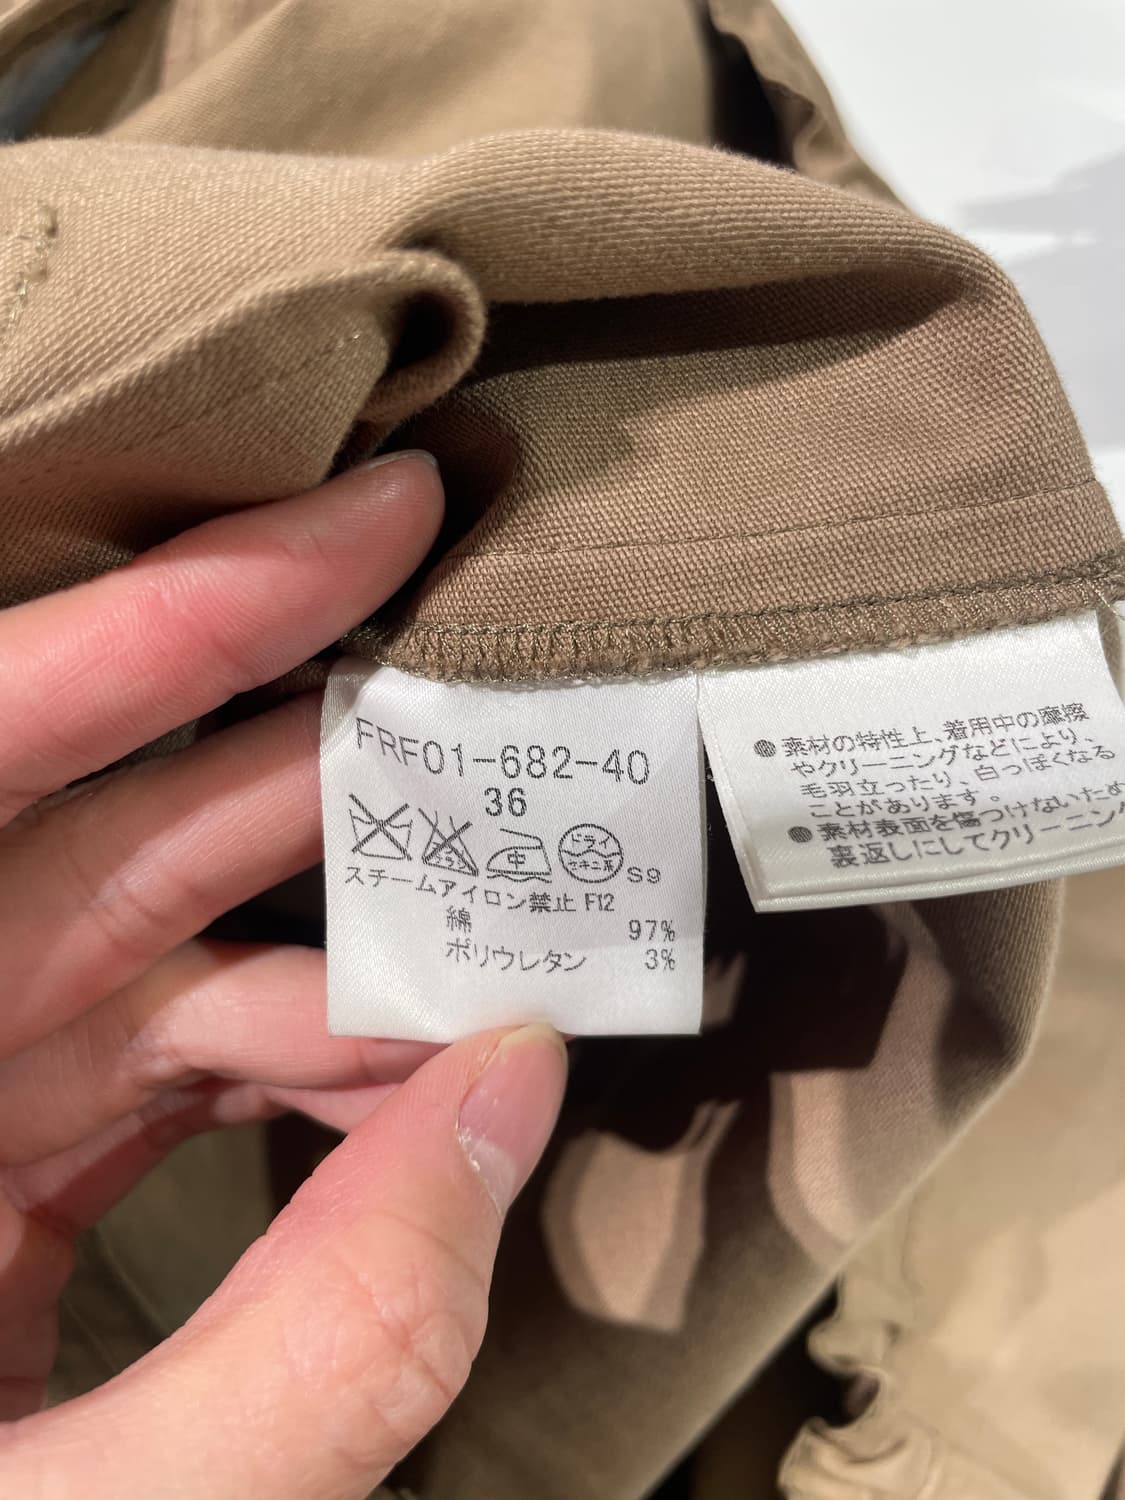 FRF01-682-40
36
エンソ
ドライ
セキユ系
中
S9
スチームアイロン禁止 F12
綿 97%
ポリウレタン 3%
●素材の特性上、着用中の摩擦
やクリーニングなどにより、
毛羽立ったり、白っぽくなる
ことがあります。
●素材表面を傷つけないため
裏返しにしてクリーニン